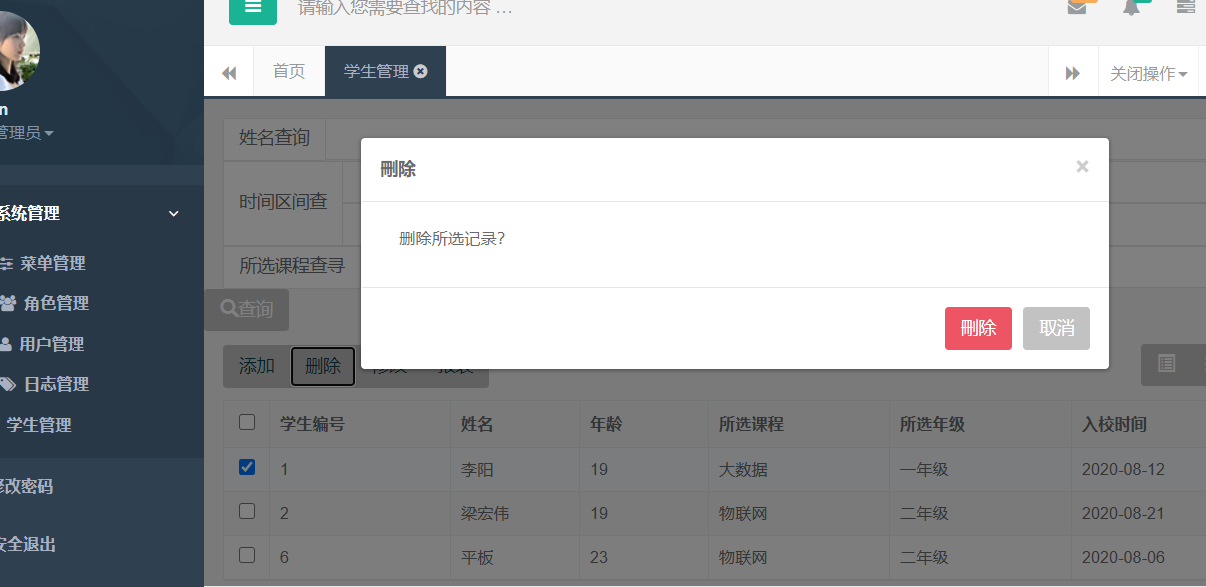 请输入您需要查找的内容 …
首页
学生管理
关闭操作
n
管理员
系统管理
菜单管理
角色管理
用户管理
日志管理
学生管理
修改密码
安全退出
姓名查询
时间区间查
所选课程查寻
查询
添加 删除 修改 报表
刪除
×
删除所选记录？
刪除 取消
学生编号 姓名 年龄 所选课程 所选年级 入校时间
1 李阳 19 大数据 一年级 2020-08-12
2 梁宏伟 19 物联网 二年级 2020-08-21
6 平板 23 物联网 二年级 2020-08-06